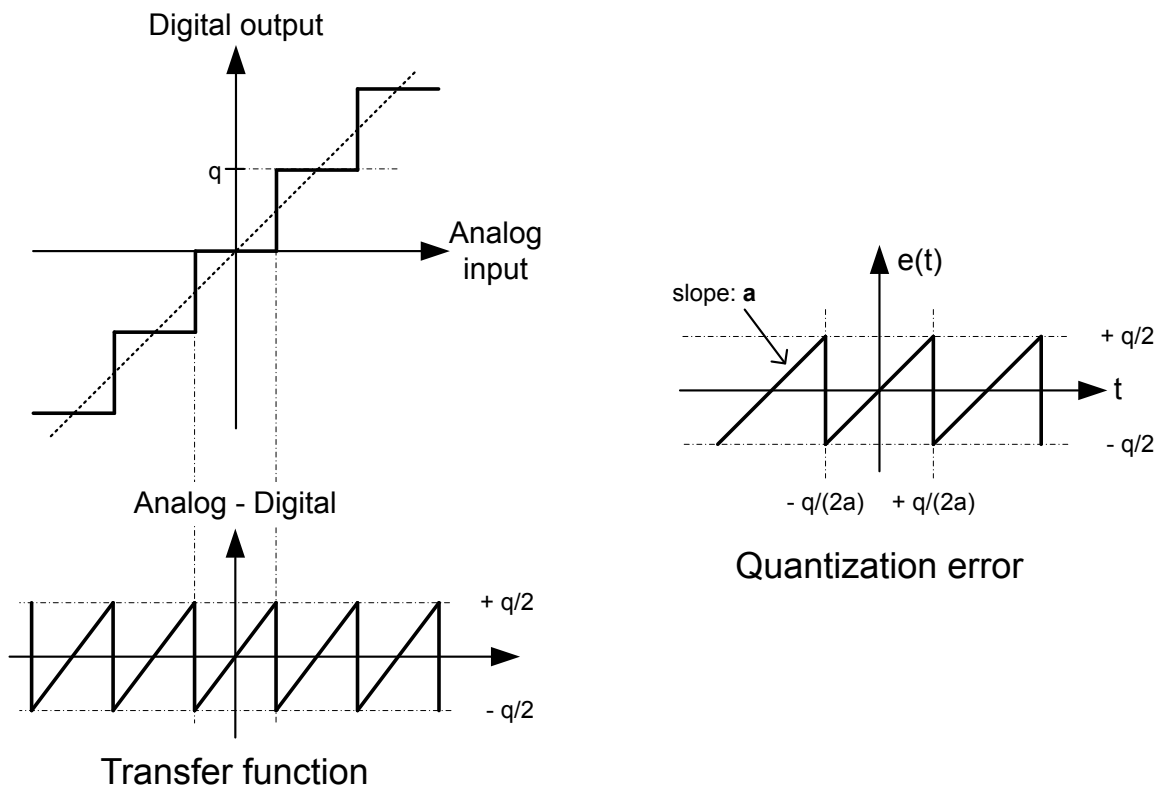 Digital output
q
Analog
input
Analog - Digital
+ q/2
- q/2
Transfer function
e(t)
slope: a
+ q/2
t
- q/2
- q/(2a)
+ q/(2a)
Quantization error